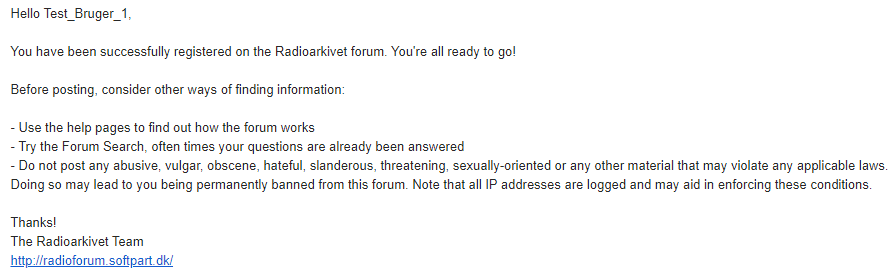 Hello Test_Bruger_1,
You have been successfully registered on the Radioarkivet forum. You're all ready to go!
Before posting, consider other ways of finding information:
- Use the help pages to find out how the forum works
- Try the Forum Search, often times your questions are already been answered
- Do not post any abusive, vulgar, obscene, hateful, slanderous, threatening, sexually-oriented or any other material that may violate any applicable laws.
Doing so may lead to you being permanently banned from this forum. Note that all IP addresses are logged and may aid in enforcing these conditions.
Thanks!
The Radioarkivet Team
http://radioforum.softpart.dk/